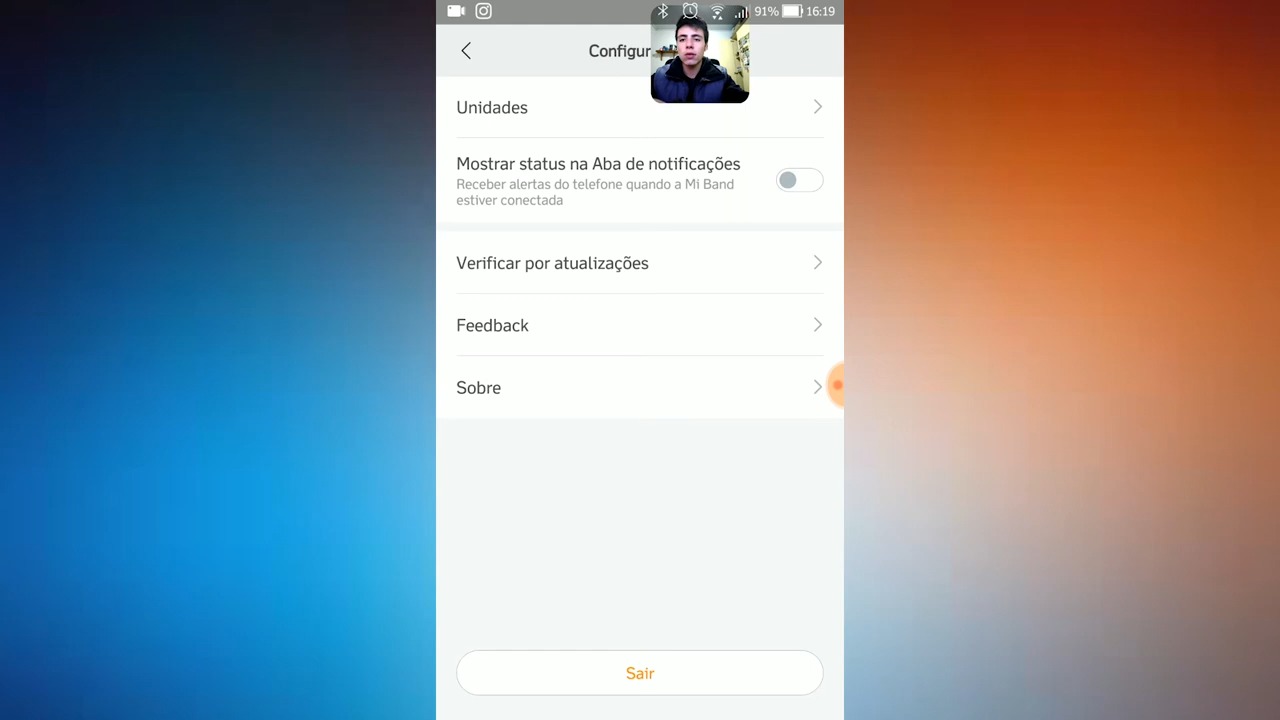 91% 16:19
Configur
Unidades
Mostrar status na Aba de notificações
Receber alertas do telefone quando a Mi Band
estiver conectada
Verificar por atualizações
Feedback
Sobre
Sair